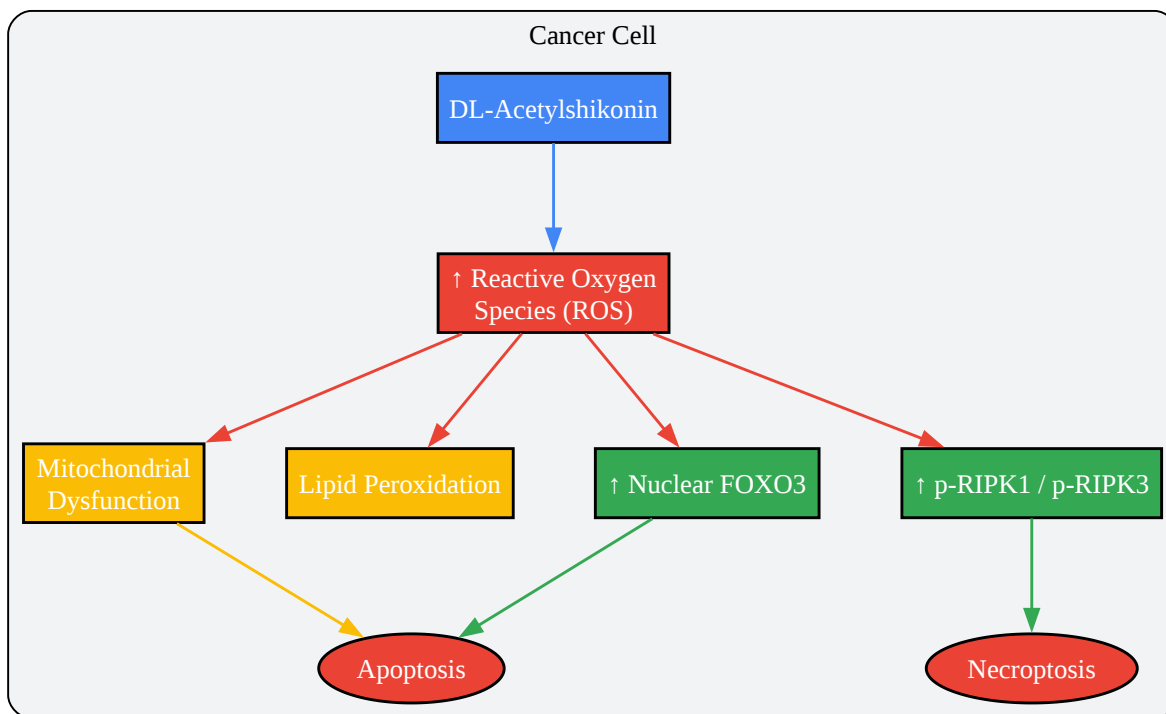 Cancer Cell
DL-Acetylshikonin
↑ Reactive Oxygen
Species (ROS)
Mitochondrial
Dysfunction
Lipid Peroxidation
↑ Nuclear FOXO3
↑ p-RIPK1 / p-RIPK3
Apoptosis
Necroptosis